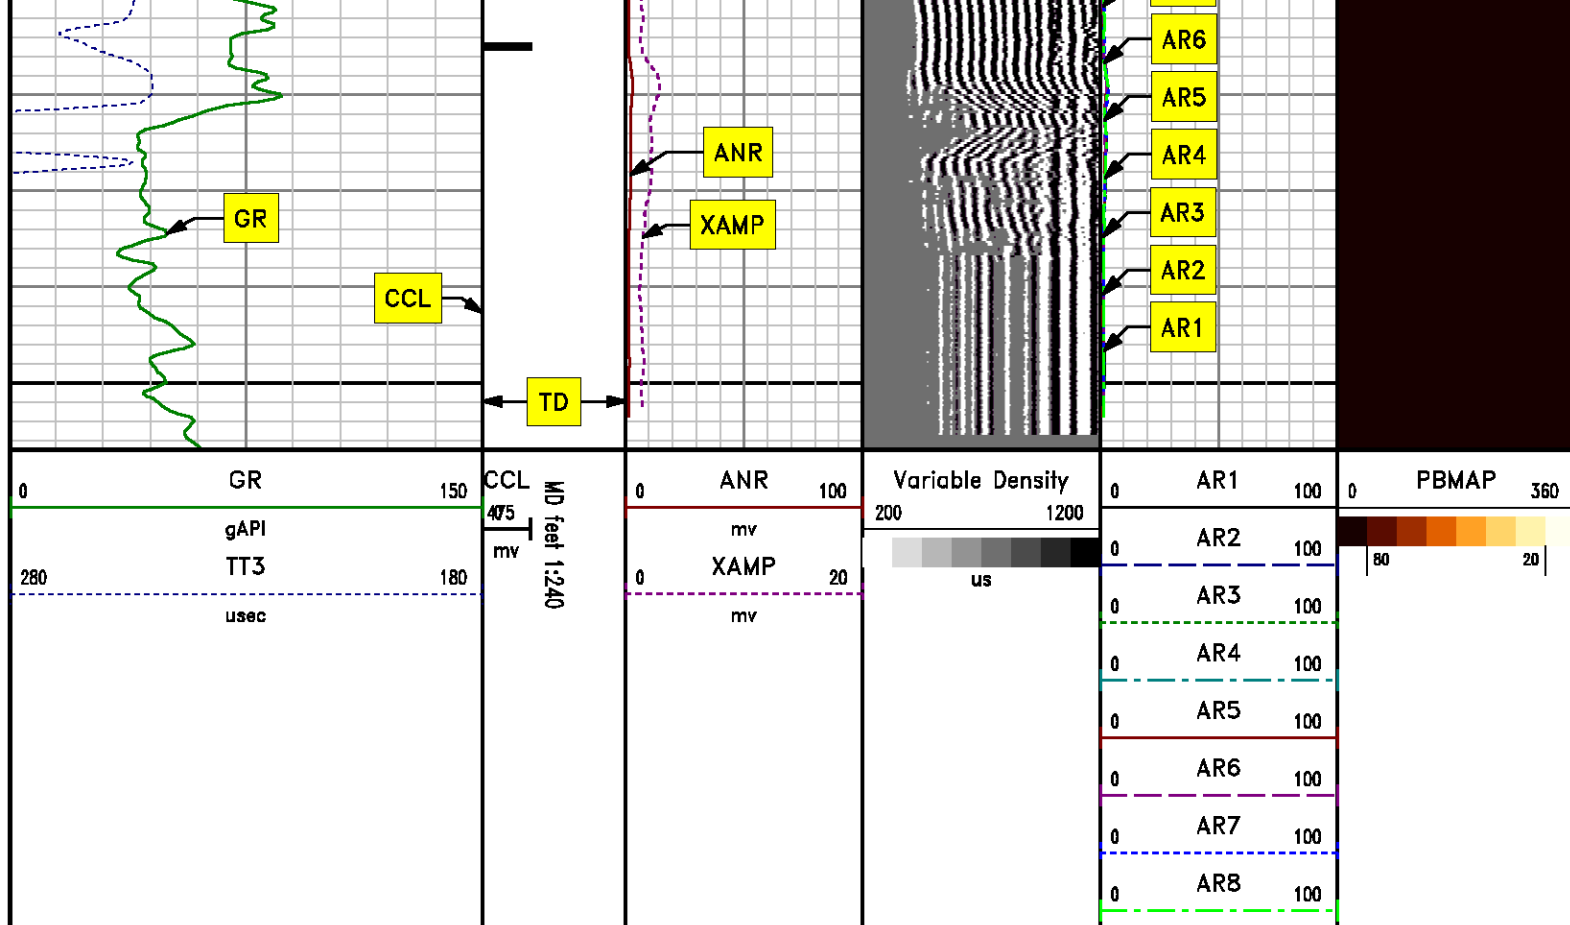 AR6
AR5
ANR
AR4
GR
XAMP
AR3
CCL
AR2
AR1
TD
GR
0 150
gAPI
TT3
280 180
usec
CCL
475
mv
MD feet 1:240
ANR
0 100
mv
XAMP
0 20
mv
Variable Density
200 1200
us
AR1
0 100
AR2
0 100
AR3
0 100
AR4
0 100
AR5
0 100
AR6
0 100
AR7
0 100
AR8
0 100
PBMAP
0 360
80 20